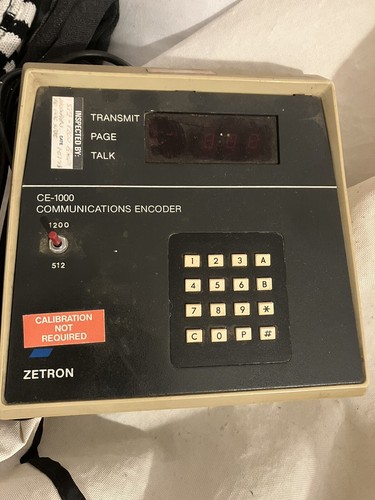 INSPECTED BY:
DATE
TRANSMIT
PAGE
TALK
CE-1000
COMMUNICATIONS ENCODER
1200
512
1 2 3 A
4 5 6 B
7 8 9 *
C 0 P #
CALIBRATION
NOT
REQUIRED
ZETRON